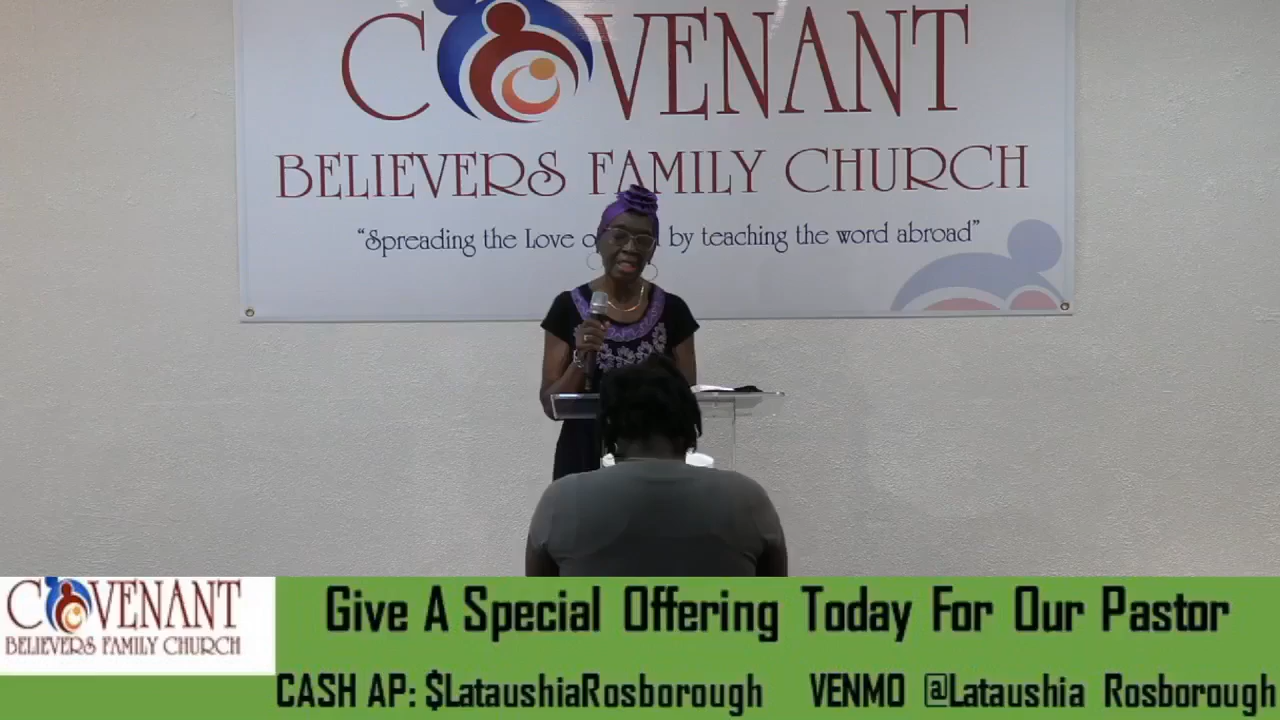 COVENANT
BELIEVERS FAMILY CHURCH
“Spreading the Love by teaching the word abroad”
COVENANT
BELIEVERS FAMILY CHURCH
Give A Special Offering Today For Our Pastor
CASH AP: $LataushiaRosborough VENMO @Lataushia Rosborough